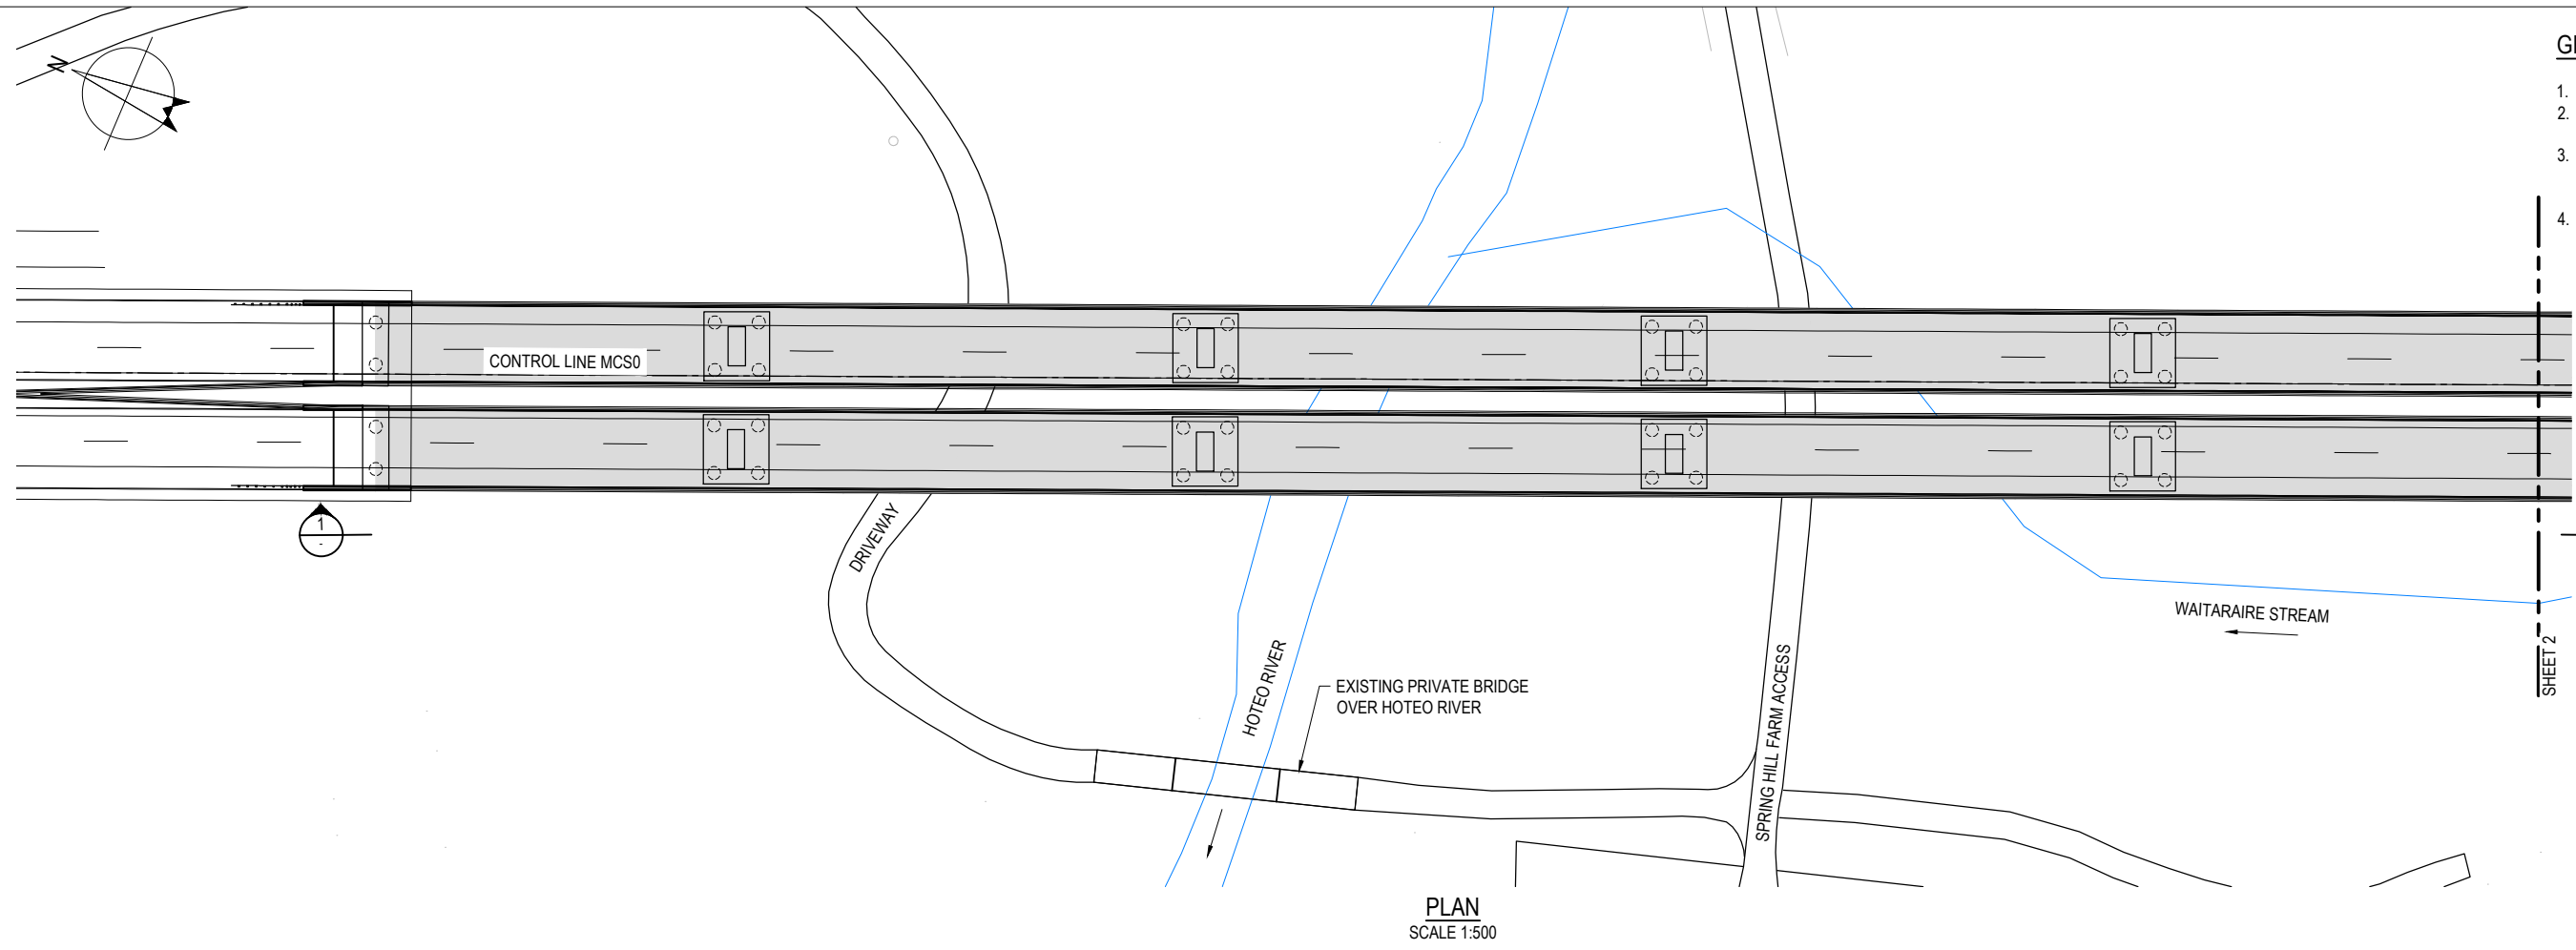 N
GE
1.
2.
3.
4.
CONTROL LINE MCS0
1
-
DRIVEWAY
HOTEO RIVER
EXISTING PRIVATE BRIDGE
OVER HOTEO RIVER
SPRING HILL FARM ACCESS
WAITARAIRE STREAM
SHEET 2
PLAN
SCALE 1:500